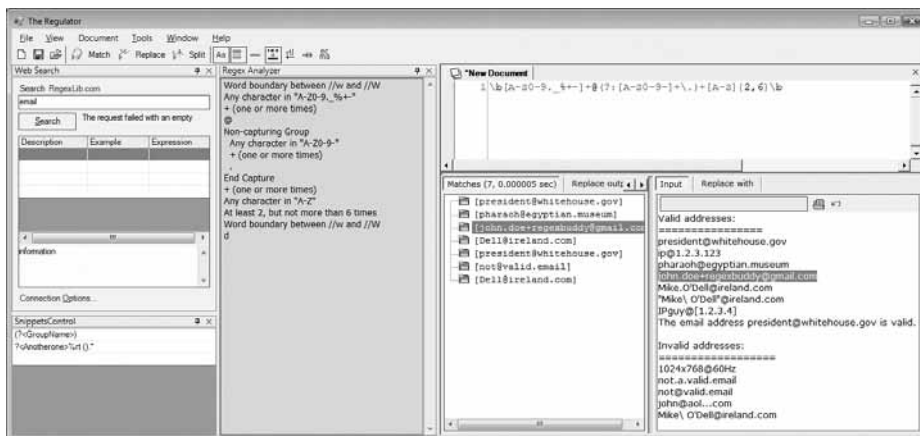 The Regulator
File View Document Tools Window Help
Match Replace Split Aa
Web Search
Search RegexLib.com
email
Search The request failed with an empty
Description Example Expression
Information
Connection Options...
SnippetsControl
(?<GroupName>)
Regex Analyzer
Word boundary between //w and //W
Any character in "A-Z0-9._%+-"
+ (one or more times)
@
Non-capturing Group
Any character in "A-Z0-9-"
+ (one or more times)
.
End Capture
+ (one or more times)
Any character in "A-Z"
At least 2, but not more than 6 times
Word boundary between //w and //W
d
*New Document
1 \b[A-Z0-9._%+-]+@(?:[A-Z0-9-]+\.)+[A-Z]{2,6}\b
Matches (7, 0.000005 sec) Replace outp
[president@whitehouse.gov]
[pharaoh@egyptian.museum]
[john.doe+regexbuddy@gmail.com
[Dell@ireland.com]
[president@whitehouse.gov]
[not@valid.email]
[Dell@ireland.com]
Input Replace with
Valid addresses:
================
president@whitehouse.gov
ip@1.2.3.123
pharaoh@egyptian.museum
john.doe+regexbuddy@gmail.com
Mike.O'Dell@ireland.com
"Mike\ O'Dell"@ireland.com
IPguy@[1.2.3.4]
The email address president@whitehouse.gov is valid.
Invalid addresses:
==================
1024x768@60Hz
not.a.valid.email
not@valid.email
john@aol...com
Mike\ O'Dell@ireland.com